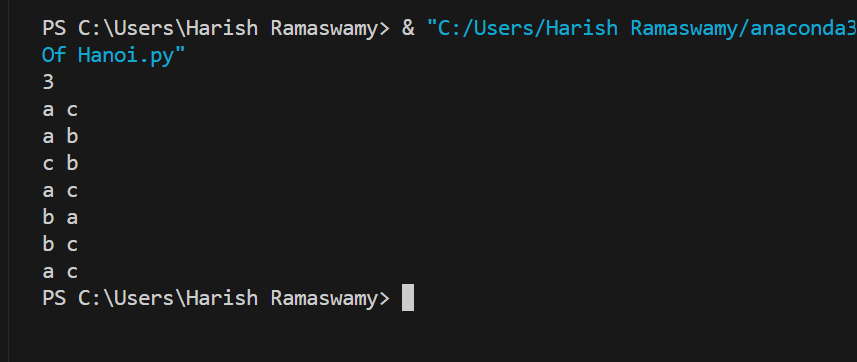 PS C:\Users\Harish Ramaswamy> & "C:/Users/Harish Ramaswamy/anaconda3
Of Hanoi.py"
3
a c
a b
c b
a c
b a
b c
a c
PS C:\Users\Harish Ramaswamy>